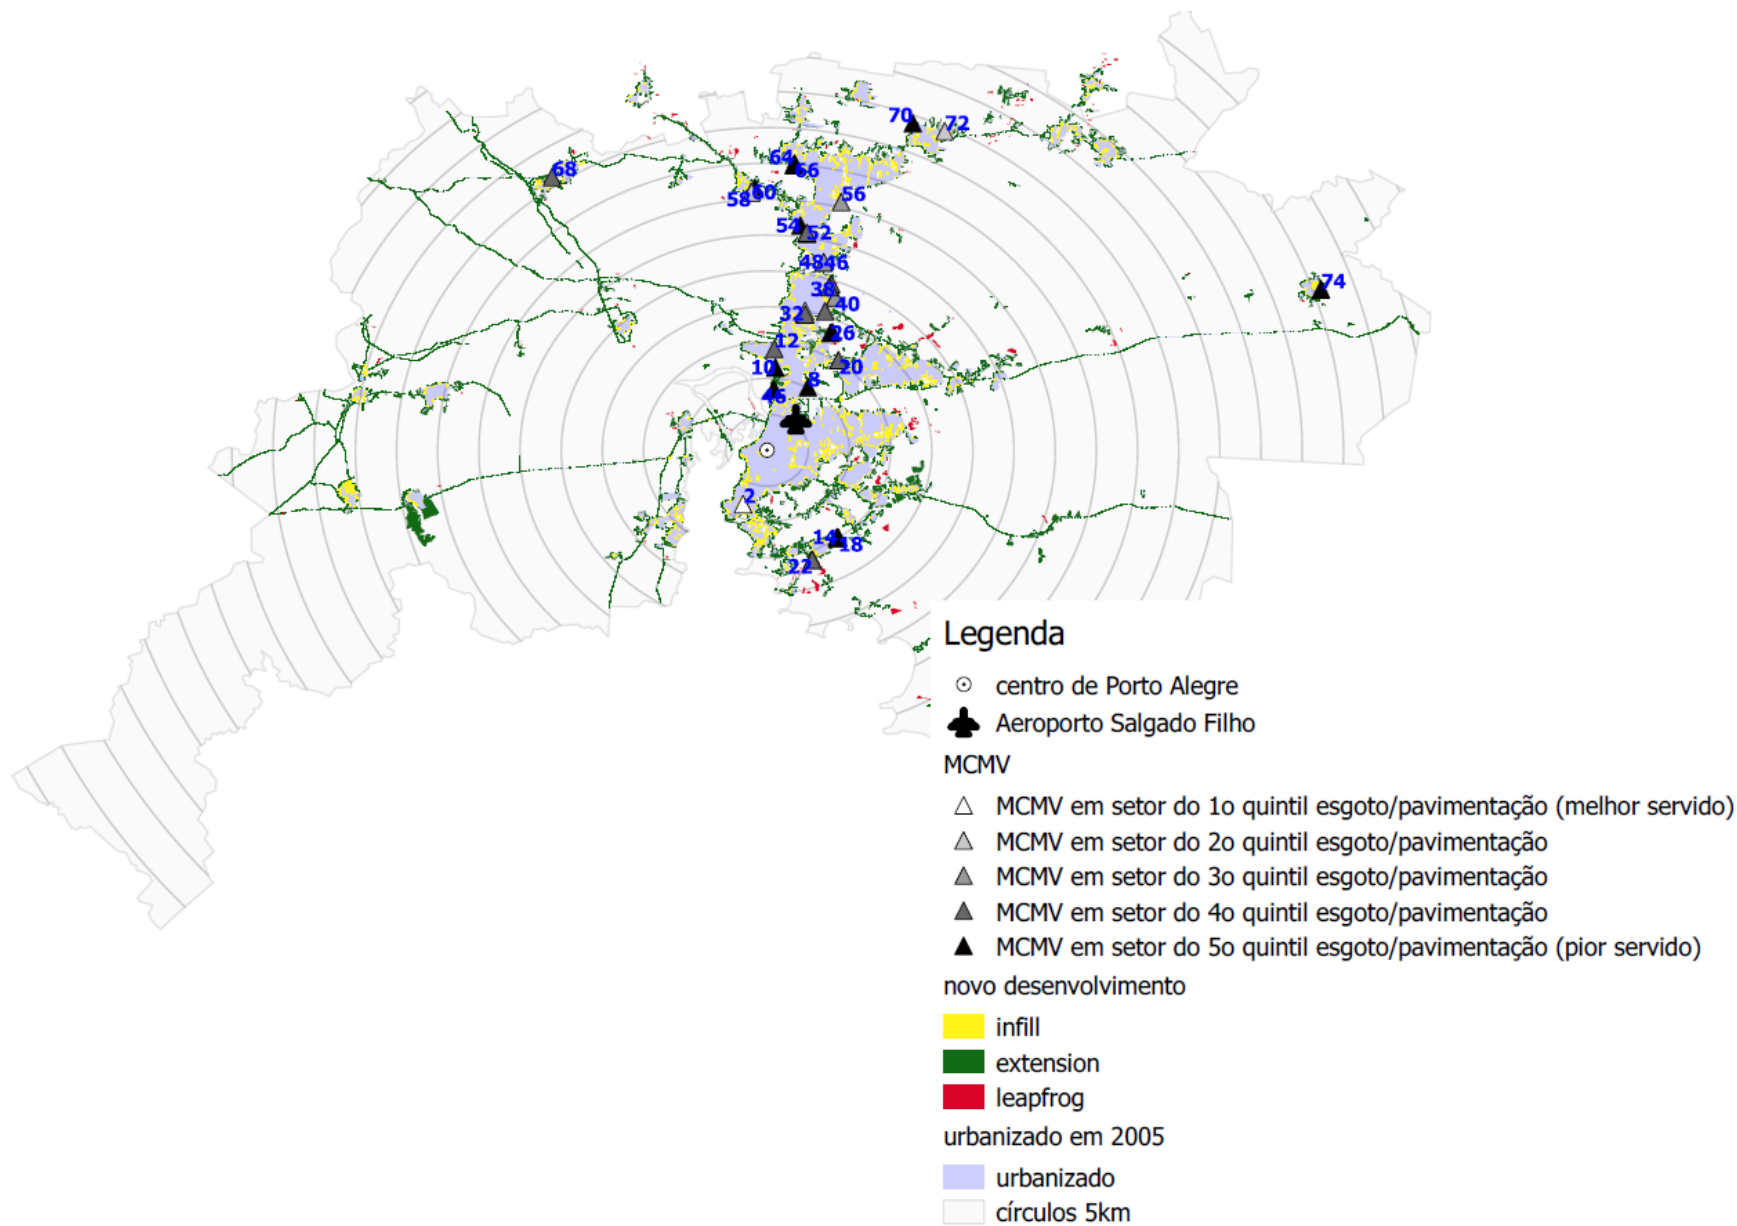 70
72
64
66
68
58
60
56
54
52
48
46
38
40
32
26
12
10
20
8
46
2
14
18
22
74
Legenda
centro de Porto Alegre
Aeroporto Salgado Filho
MCMV
MCMV em setor do 1o quintil esgoto/pavimentação (melhor servido)
MCMV em setor do 2o quintil esgoto/pavimentação
MCMV em setor do 3o quintil esgoto/pavimentação
MCMV em setor do 4o quintil esgoto/pavimentação
MCMV em setor do 5o quintil esgoto/pavimentação (pior servido)
novo desenvolvimento
infill
extension
leapfrog
urbanizado em 2005
urbanizado
círculos 5km